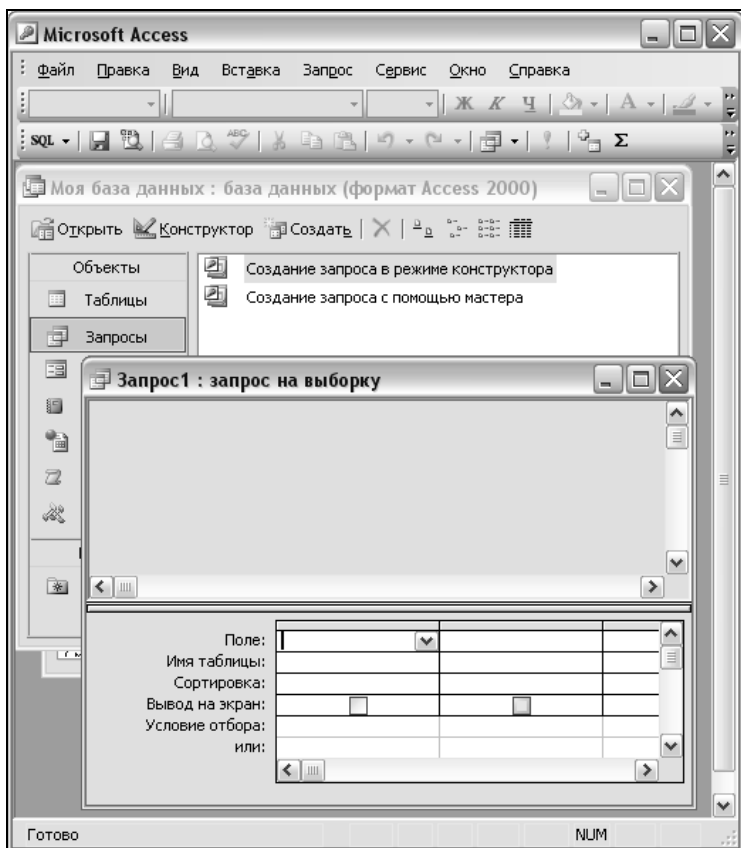 Microsoft Access
Файл Правка Вид Вставка Запрос Сервис Окно Справка
Ж К Ч A
SQL ABC Σ
Моя база данных : база данных (формат Access 2000)
Открыть Конструктор Создать
Объекты
Создание запроса в режиме конструктора
Таблицы
Создание запроса с помощью мастера
Запросы
Запрос1 : запрос на выборку
Поле:
Имя таблицы:
Сортировка:
Вывод на экран:
Условие отбора:
или:
Готово NUM